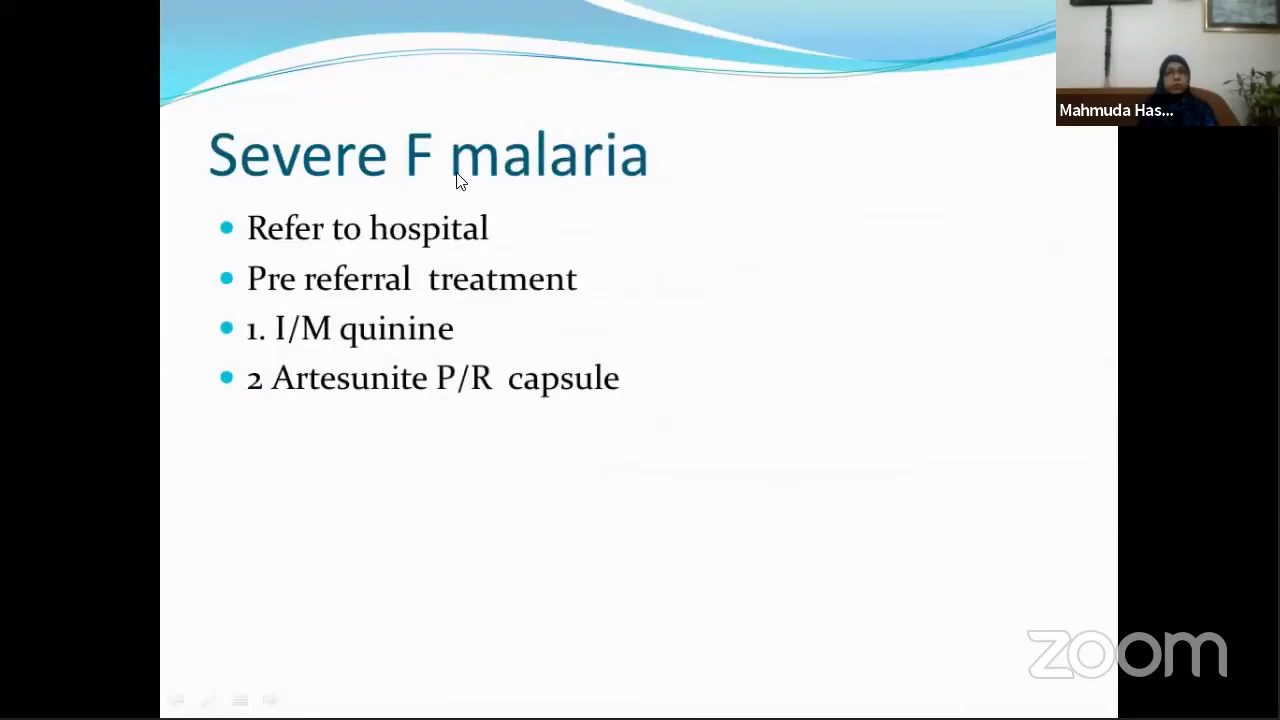 Mahmuda Has...
Severe F malaria
Refer to hospital
Pre referral treatment
1. I/M quinine
2 Artesunite P/R capsule
zoom